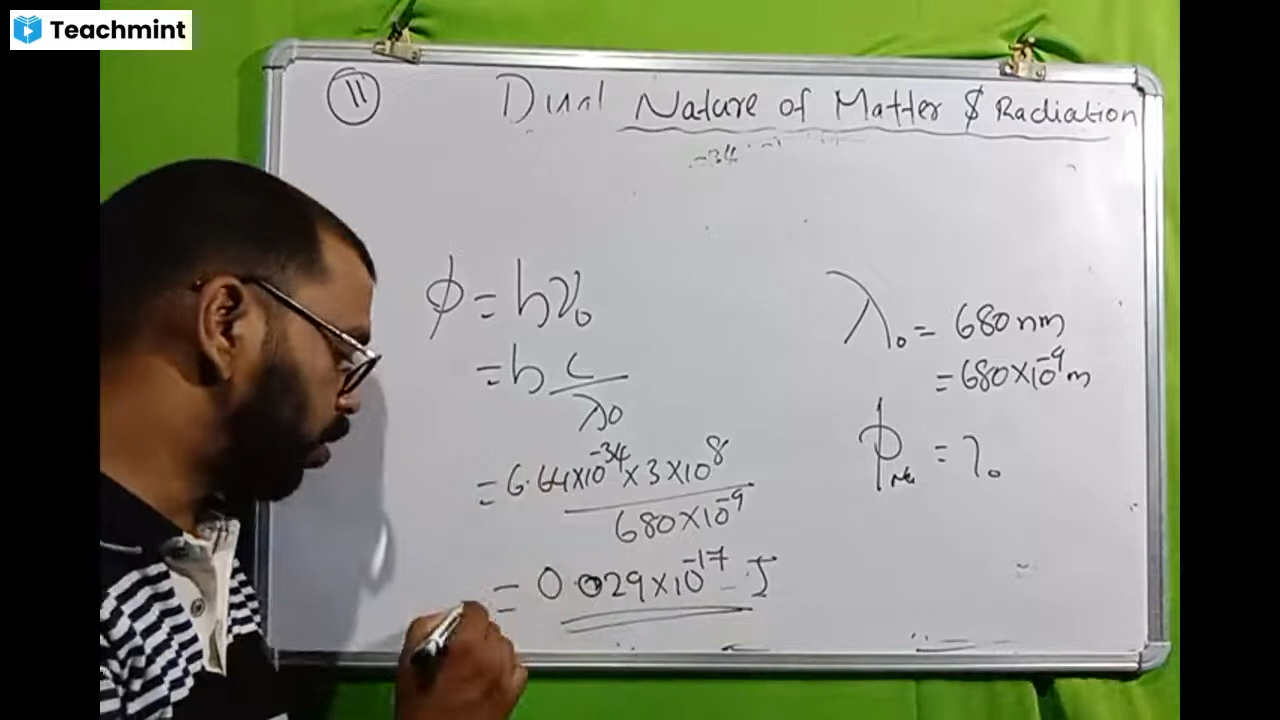 Teachmint
11
Dual Nature of Matter & Radiation
-34
ϕ = hν₀
= h c/λ₀
= 6.64×10⁻³⁴ × 3×10⁸
680×10⁻⁹
= 0.029×10⁻¹⁷ J
λ₀ = 680 nm
= 680×10⁻⁹ m